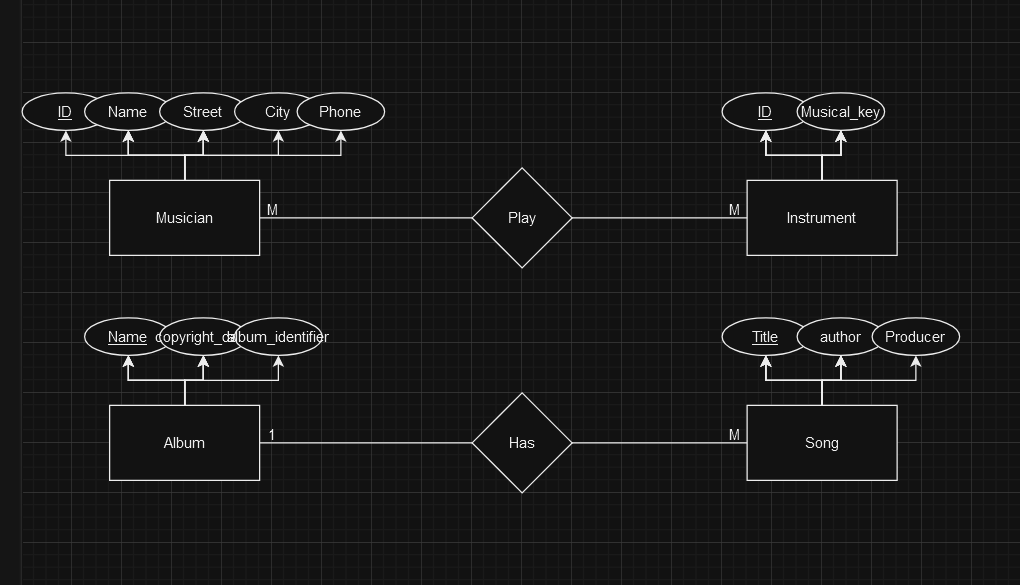 ID Name Street City Phone
ID Musical_key
Musician M Play M Instrument
Name album_identifier
Title author Producer
Album 1 Has M Song